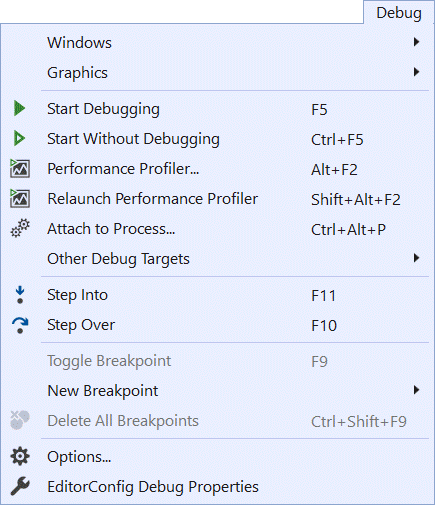 Debug
Windows
Graphics
Start Debugging F5
Start Without Debugging Ctrl+F5
Performance Profiler... Alt+F2
Relaunch Performance Profiler Shift+Alt+F2
Attach to Process... Ctrl+Alt+P
Other Debug Targets
Step Into F11
Step Over F10
Toggle Breakpoint F9
New Breakpoint
Delete All Breakpoints Ctrl+Shift+F9
Options...
EditorConfig Debug Properties